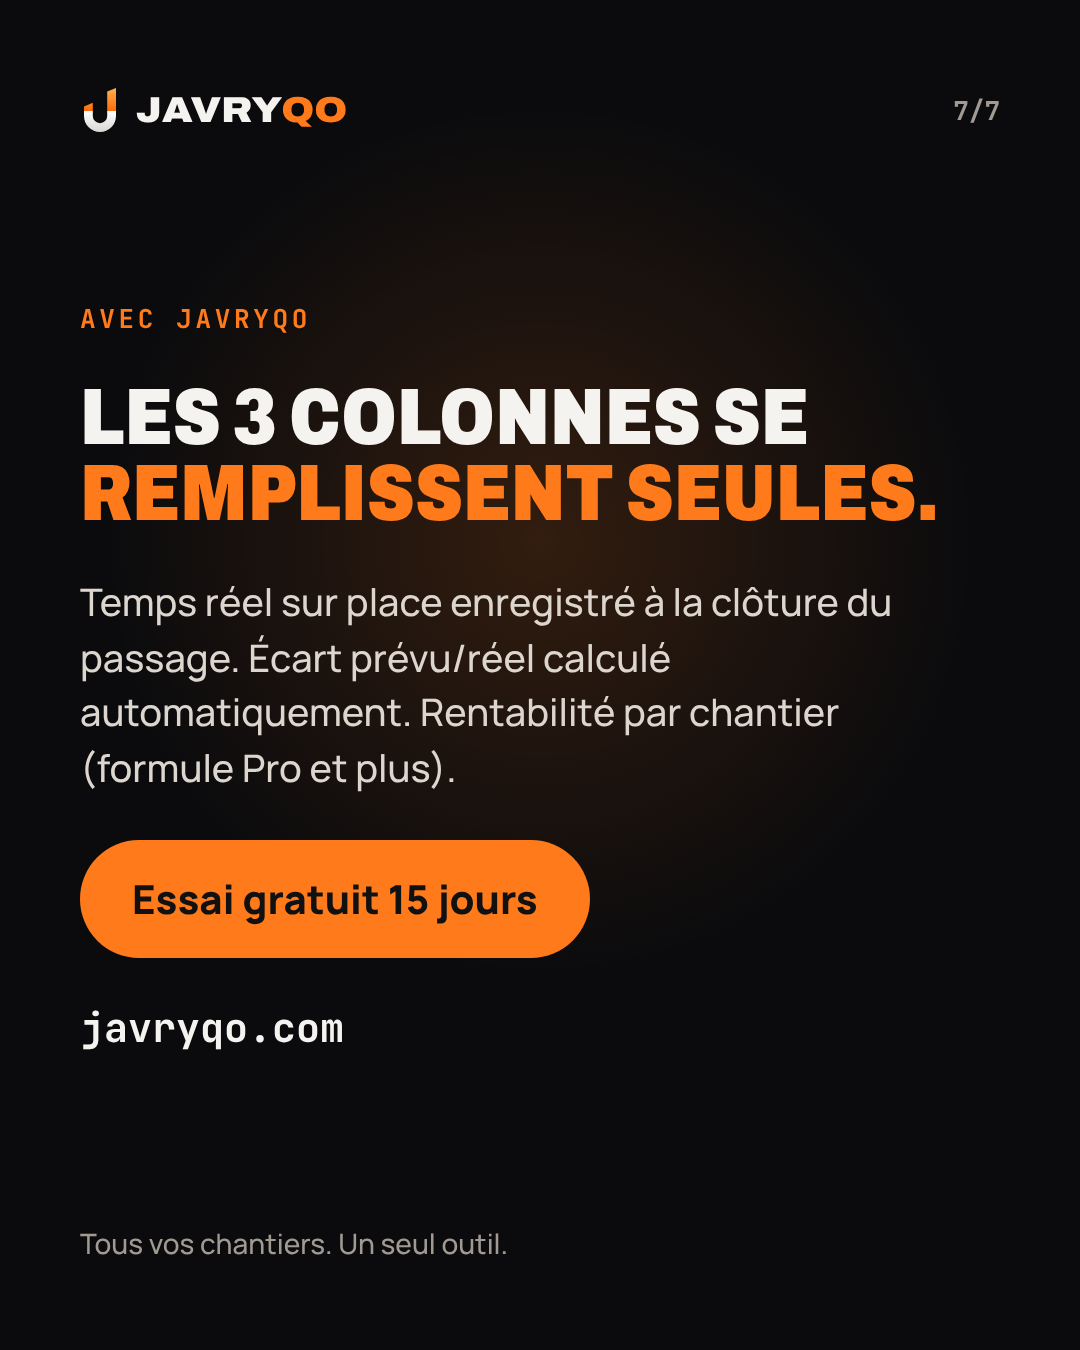 JAVRYQO
7/7
AVEC JAVRYQO
LES 3 COLONNES SE
REMPLISSENT SEULES.
Temps réel sur place enregistré à la clôture du
passage. Écart prévu/réel calculé
automatiquement. Rentabilité par chantier
(formule Pro et plus).
Essai gratuit 15 jours
javryqo.com
Tous vos chantiers. Un seul outil.